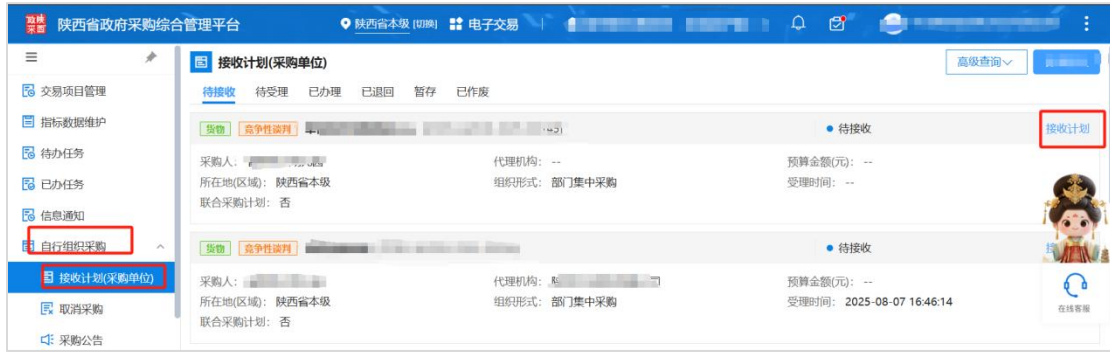 政陕
采西 陕西省政府采购综合管理平台 陕西省本级 [切换] 电子交易
接收计划(采购单位) 高级查询
待接收 待受理 已办理 已退回 暂存 已作废
交易项目管理
指标数据维护
待办任务
已办任务
信息通知
自行组织采购
接收计划(采购单位)
取消采购
采购公告
货物 竞争性谈判 待接收 接收计划
采购人: 代理机构: -- 预算金额(元): --
所在地(区域): 陕西省本级 组织形式: 部门集中采购 受理时间: --
联合采购计划: 否
货物 竞争性谈判 待接收
采购人: 代理机构: 预算金额(元): --
所在地(区域): 陕西省本级 组织形式: 部门集中采购 受理时间: 2025-08-07 16:46:14
联合采购计划: 否
在线客服